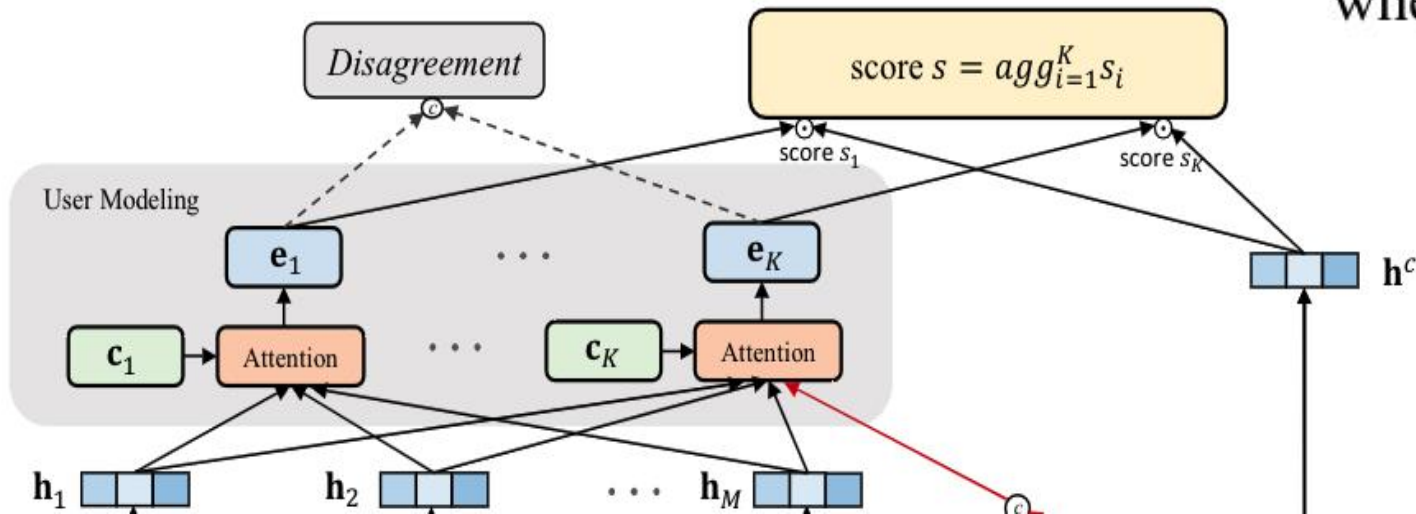 whe
Disagreement
score s = agg_{i=1}^{K} s_i
c
score s_1
score s_K
User Modeling
e_1
...
e_K
h^c
c_1
Attention
...
c_K
Attention
h_1
h_2
...
h_M
c